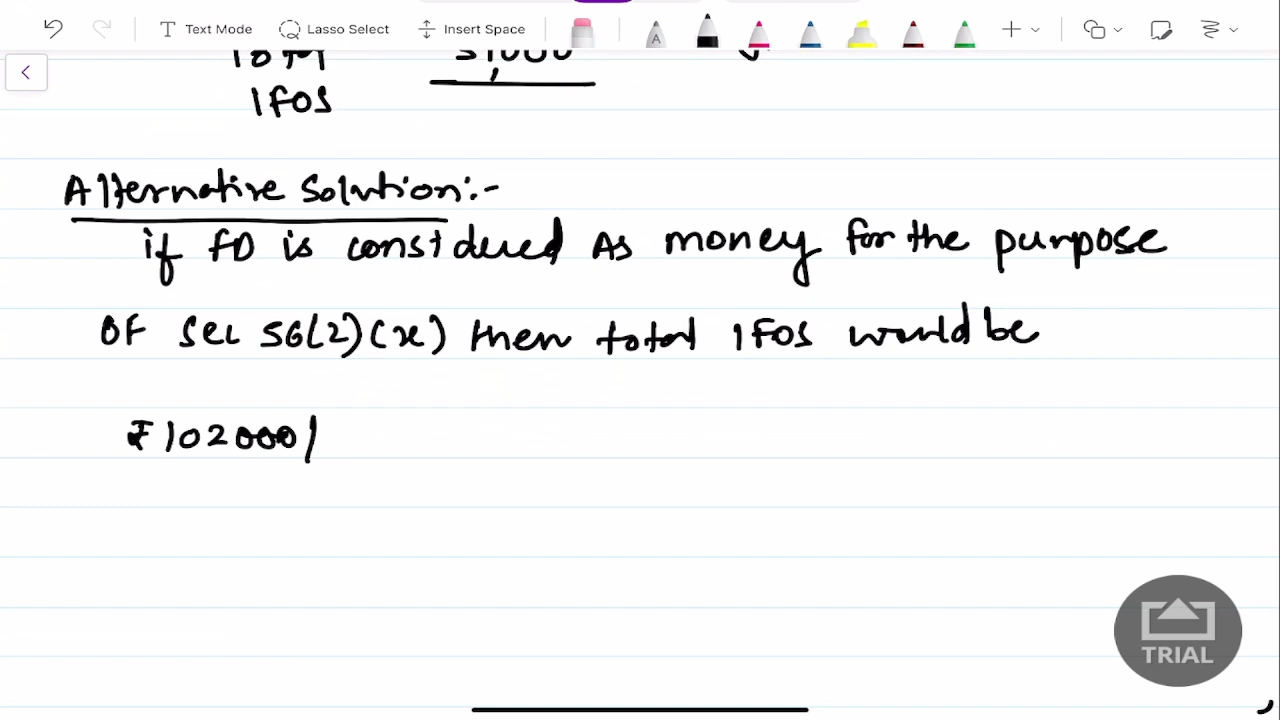 Text Mode Lasso Select Insert Space
IFOS
Alternative Solution:-
if FD is considered As money for the purpose
OF Sec 56(2)(x) then total IFOS would be
₹102000/
TRIAL